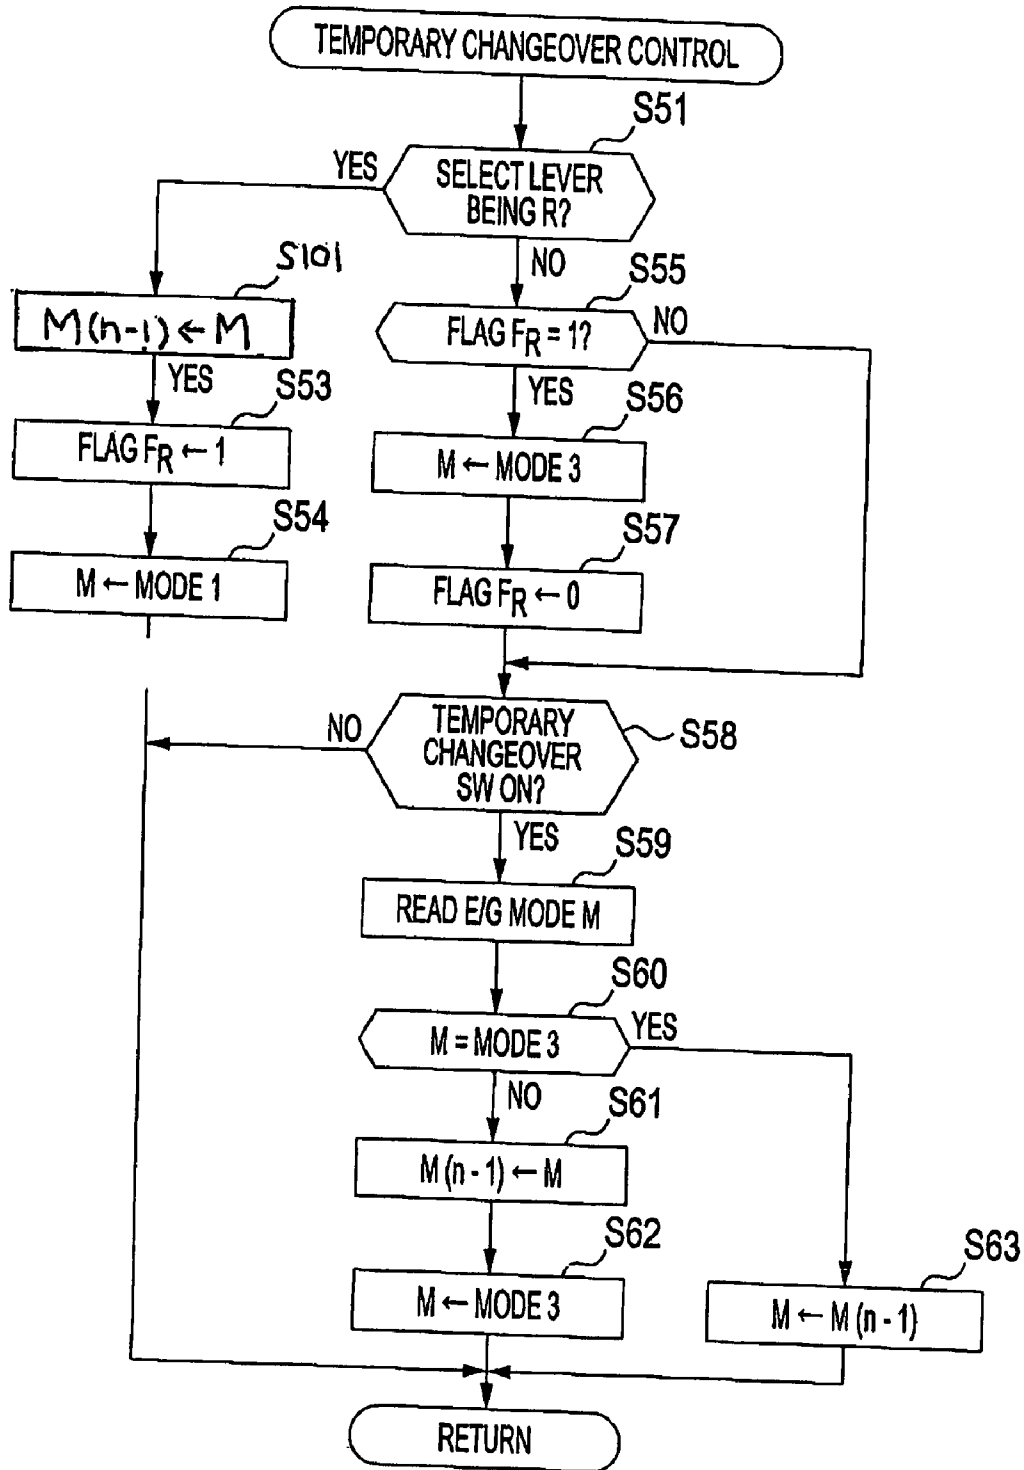 TEMPORARY CHANGEOVER CONTROL
S51
SELECT LEVER
BEING R?
YES
NO
S101
M(n-1) ← M
YES
S53
FLAG FR ← 1
S54
M ← MODE 1
S55
FLAG FR = 1?
NO
YES
S56
M ← MODE 3
S57
FLAG FR ← 0
TEMPORARY
CHANGEOVER
SW ON?
S58
NO
YES
S59
READ E/G MODE M
S60
M = MODE 3
YES
NO
S61
M (n - 1) ← M
S62
M ← MODE 3
S63
M ← M (n - 1)
RETURN